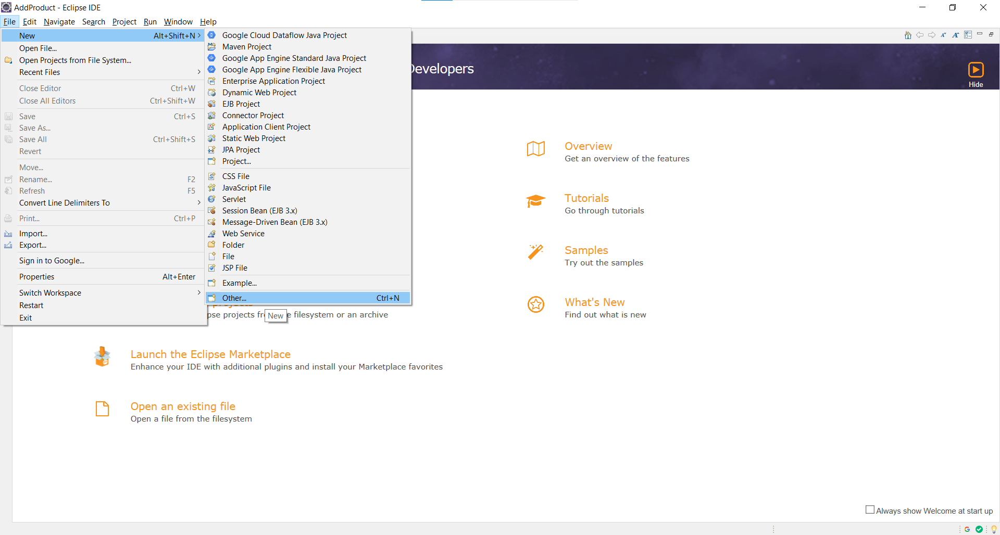 AddProduct - Eclipse IDE
File Edit Navigate Search Project Run Window Help
New Alt+Shift+N
Open File...
Open Projects from File System...
Recent Files
Close Editor Ctrl+W
Close All Editors Ctrl+Shift+W
Save Ctrl+S
Save As...
Save All Ctrl+Shift+S
Revert
Move...
Rename... F2
Refresh F5
Convert Line Delimiters To
Print... Ctrl+P
Import...
Export...
Sign in to Google...
Properties Alt+Enter
Switch Workspace
Restart
Exit
Google Cloud Dataflow Java Project
Maven Project
Google App Engine Standard Java Project
Google App Engine Flexible Java Project
Enterprise Application Project
Dynamic Web Project
EJB Project
Connector Project
Application Client Project
Static Web Project
JPA Project
Project...
CSS File
JavaScript File
Servlet
Session Bean (EJB 3.x)
Message-Driven Bean (EJB 3.x)
Web Service
Folder
File
JSP File
Example...
Other... Ctrl+N
New
Developers
Hide
projects filesystem or an archive
Launch the Eclipse Marketplace
Enhance your IDE with additional plugins and install your Marketplace favorites
Open an existing file
Open a file from the filesystem
Overview
Get an overview of the features
Tutorials
Go through tutorials
Samples
Try out the samples
What's New
Find out what is new
Always show Welcome at start up